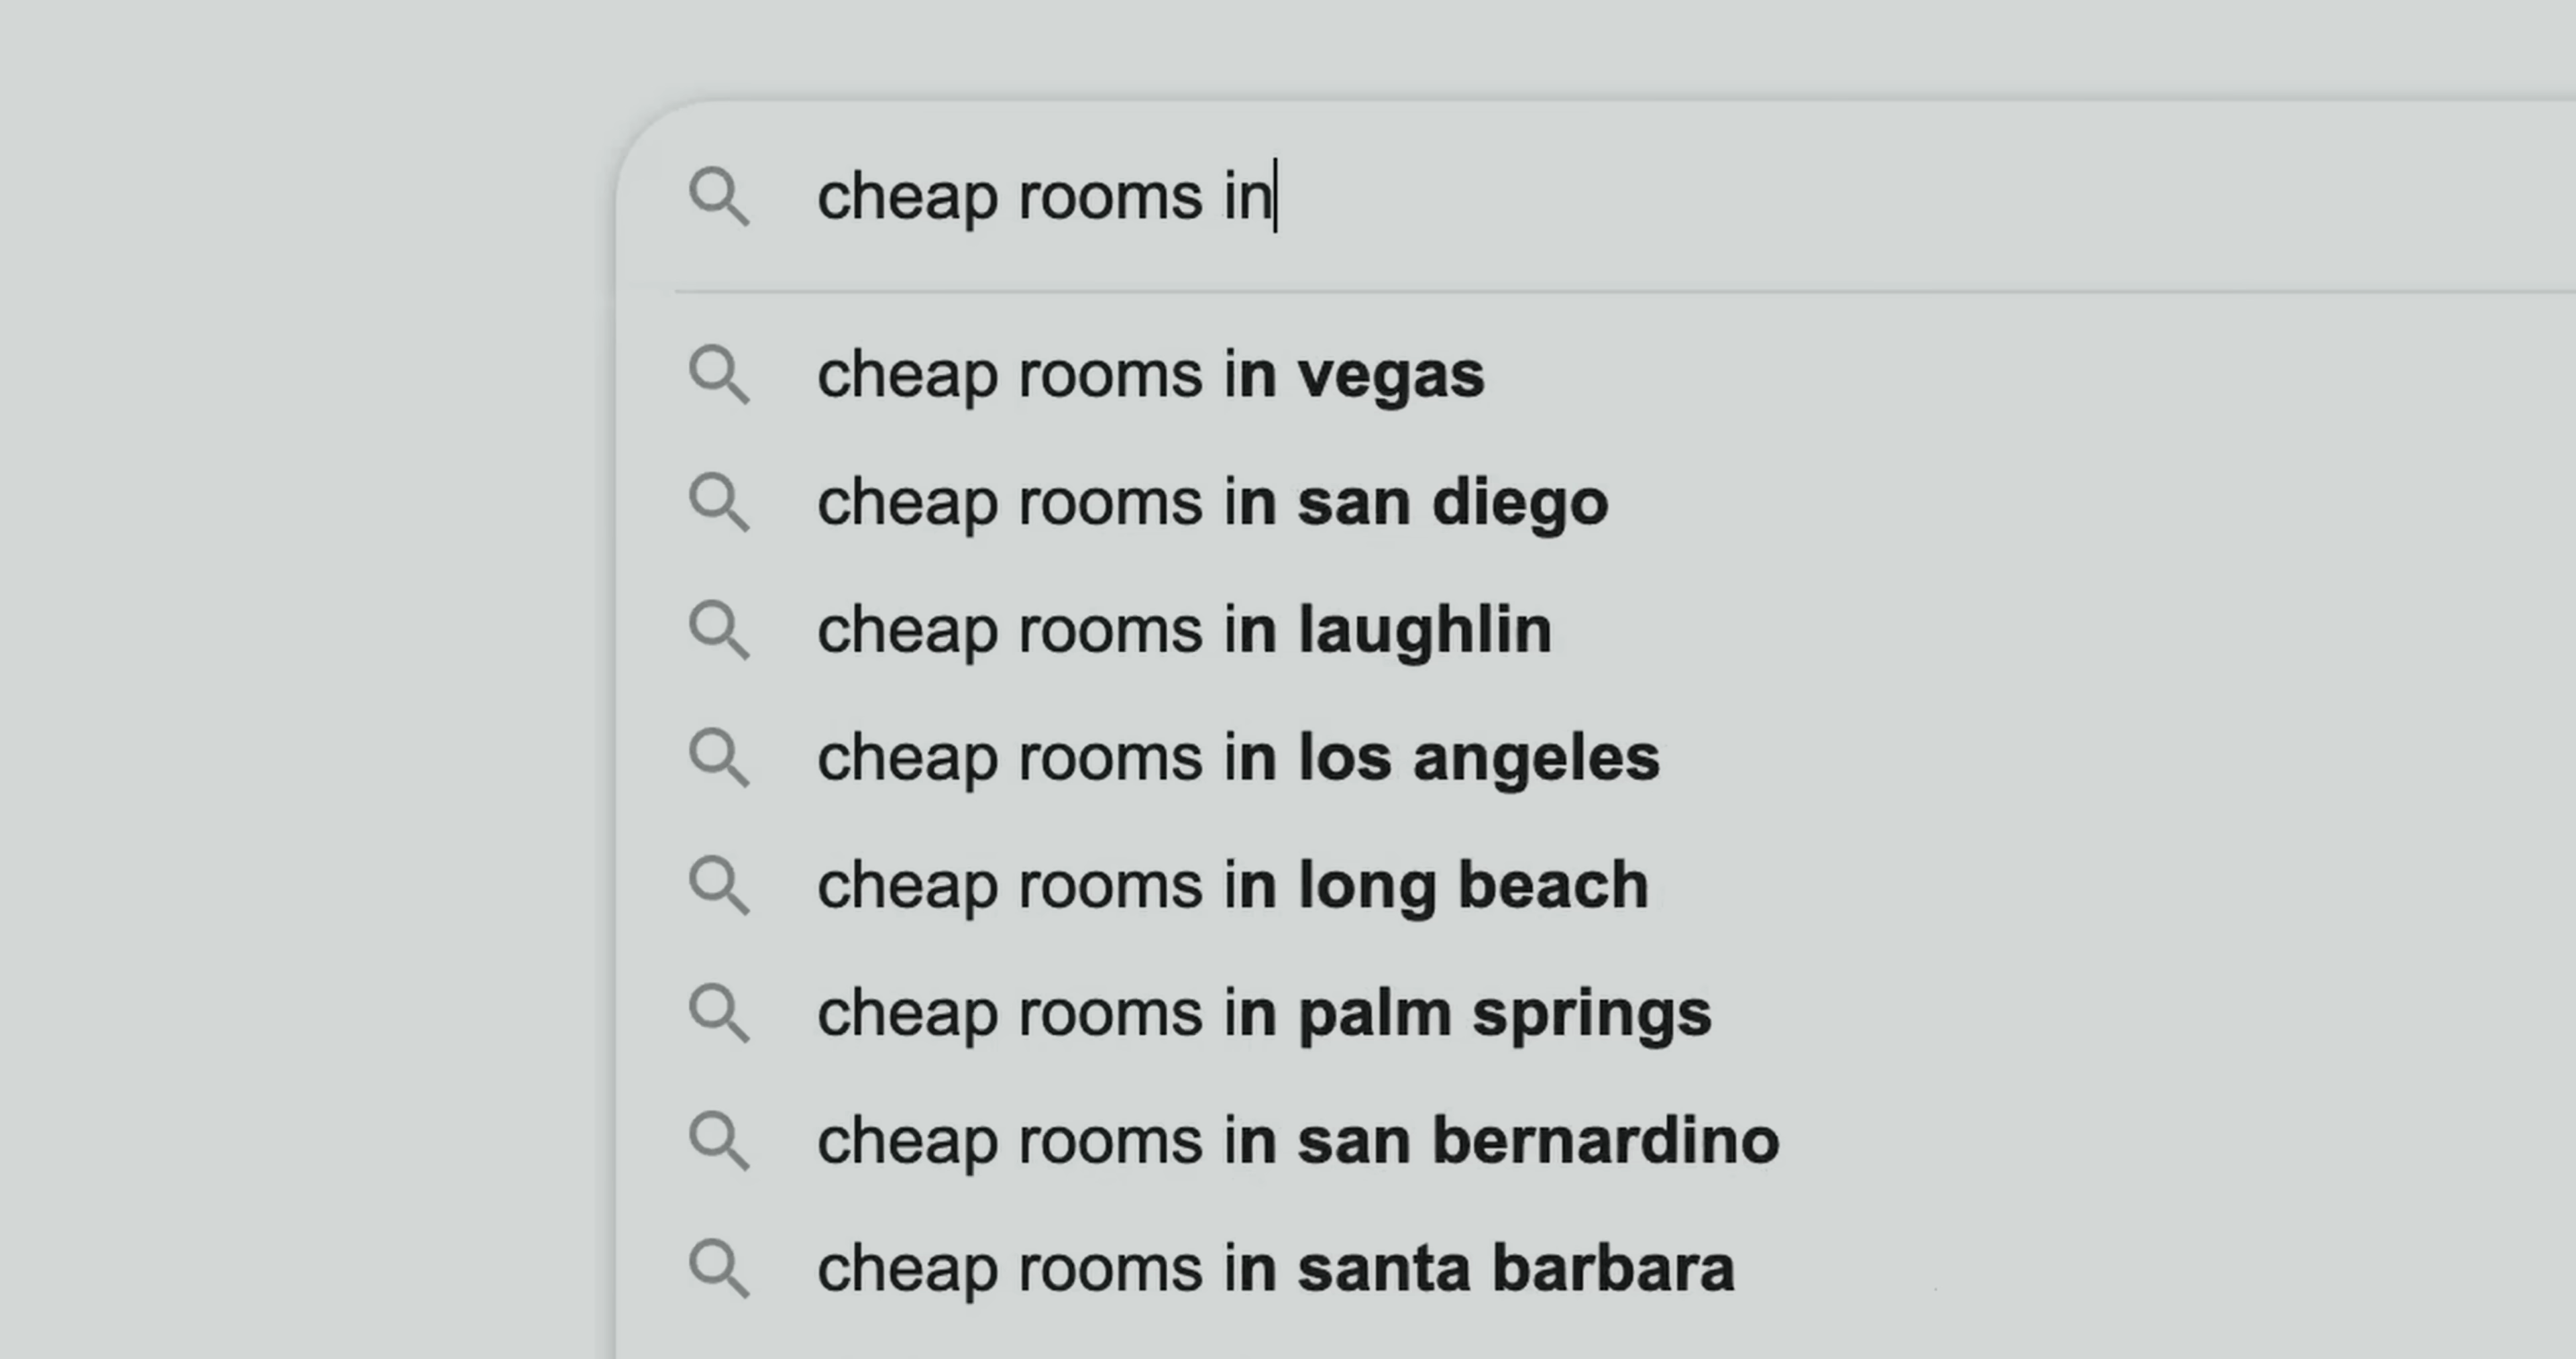 cheap rooms in
cheap rooms in vegas
cheap rooms in san diego
cheap rooms in laughlin
cheap rooms in los angeles
cheap rooms in long beach
cheap rooms in palm springs
cheap rooms in san bernardino
cheap rooms in santa barbara